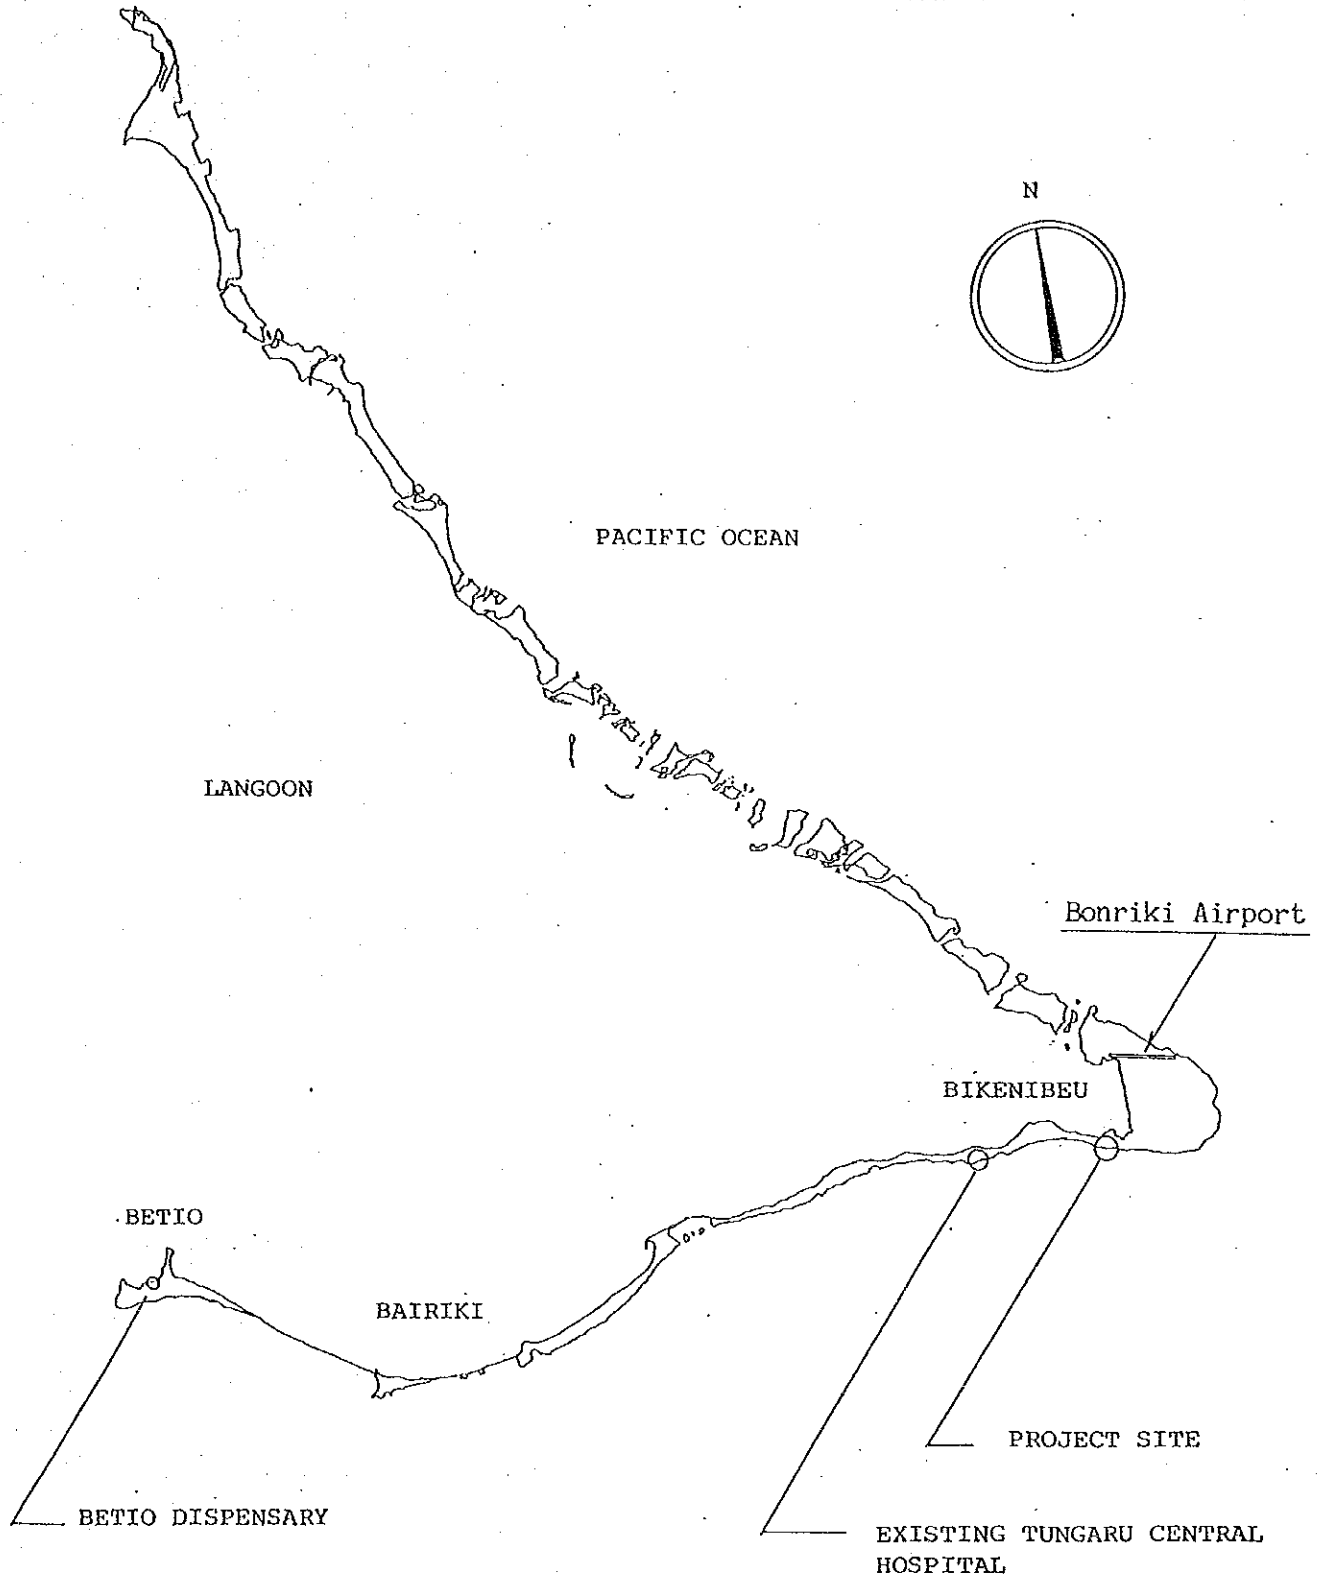 N
PACIFIC OCEAN
LANGOON
Bonriki Airport
BIKENIBEU
BETIO
BAIRIKI
PROJECT SITE
BETIO DISPENSARY
EXISTING TUNGARU CENTRAL
HOSPITAL